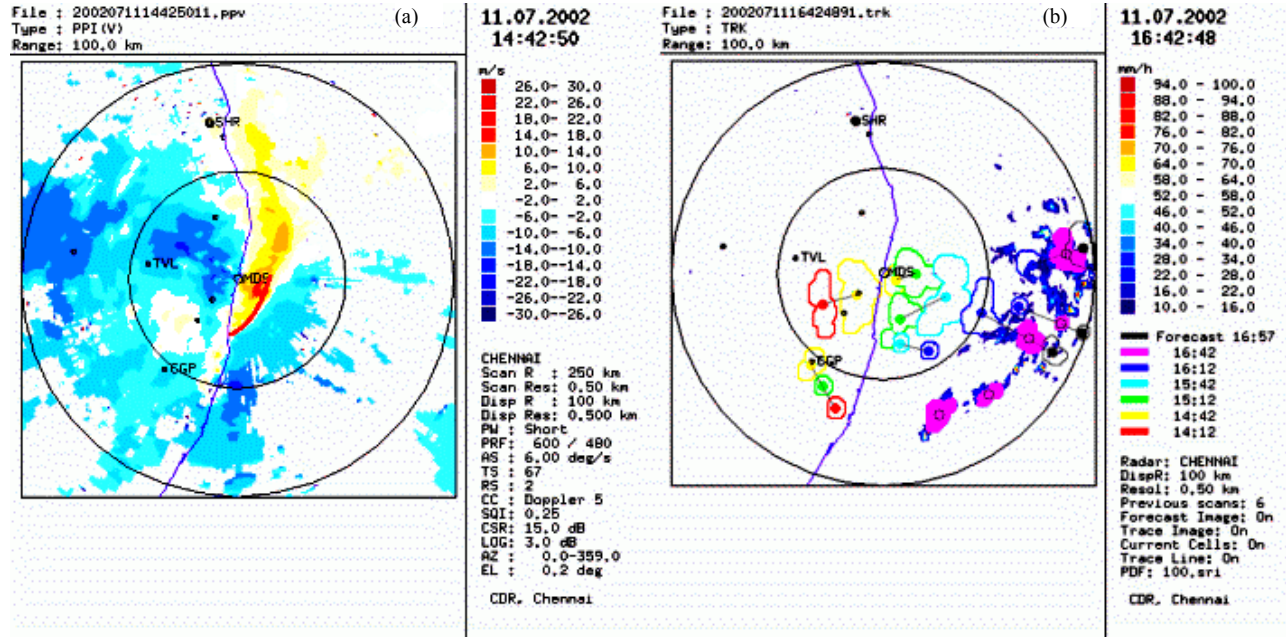 File : 2002071114425011.ppv
Type : PPI(V)
Range: 100.0 km
(a)
SHR
TVL
MDS
CGP
11.07.2002
14:42:50
m/s
26.0- 30.0
22.0- 26.0
18.0- 22.0
14.0- 18.0
10.0- 14.0
6.0- 10.0
2.0- 6.0
-2.0- 2.0
-6.0- -2.0
-10.0- -6.0
-14.0--10.0
-18.0--14.0
-22.0--18.0
-26.0--22.0
-30.0--26.0
CHENNAI
Scan R : 250 km
Scan Res: 0.50 km
Disp R : 100 km
Disp Res: 0.500 km
PW : Short
PRF: 600 / 480
AS : 6.00 deg/s
TS : 67
RS : 2
CC : Doppler 5
SQI: 0.25
CSR: 15.0 dB
LOG: 3.0 dB
AZ : 0.0-359.0
EL : 0.2 deg
CDR, Chennai
File : 2002071116424891.trk
Type : TRK
Range: 100.0 km
(b)
SHR
TVL
MDS
CGP
11.07.2002
16:42:48
mm/h
94.0 - 100.0
88.0 - 94.0
82.0 - 88.0
76.0 - 82.0
70.0 - 76.0
64.0 - 70.0
58.0 - 64.0
52.0 - 58.0
46.0 - 52.0
40.0 - 46.0
34.0 - 40.0
28.0 - 34.0
22.0 - 28.0
16.0 - 22.0
10.0 - 16.0
Forecast 16:57
16:42
16:12
15:42
15:12
14:42
14:12
Radar: CHENNAI
DispR: 100 km
Resol: 0.50 km
Previous scans: 6
Forecast Image: On
Trace Image: On
Current Cells: On
Trace Line: On
PDF: 100.sri
CDR, Chennai